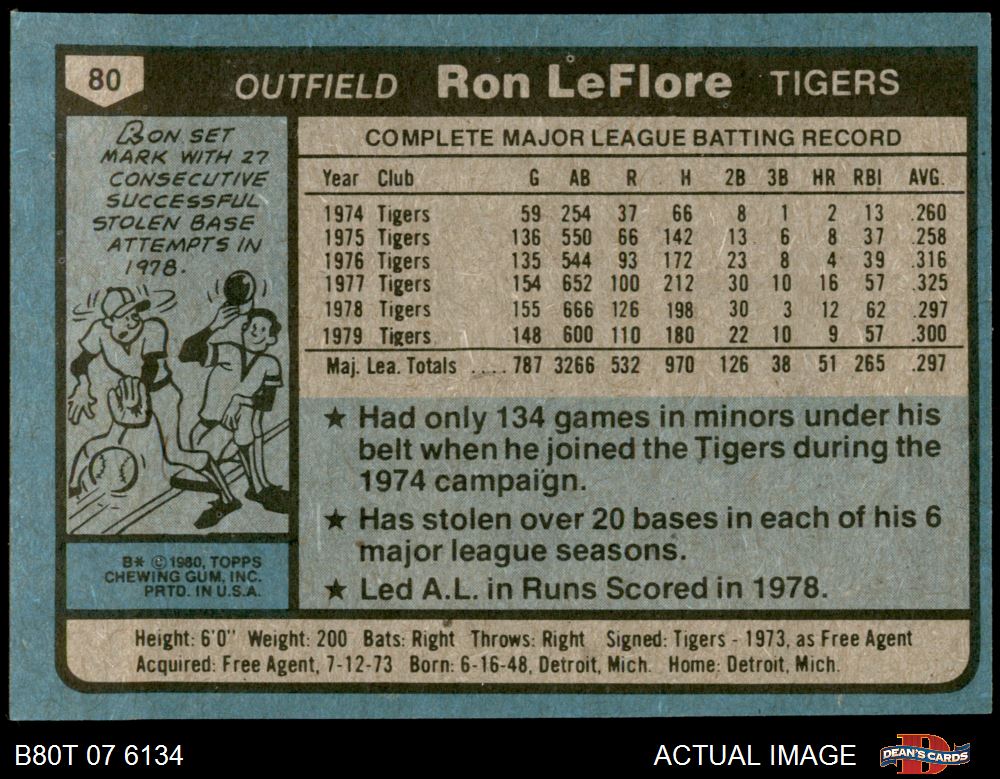 80 OUTFIELD Ron LeFlore TIGERS
RON SET
MARK WITH 27
CONSECUTIVE
SUCCESSFUL
STOLEN BASE
ATTEMPTS IN
1978.
B* © 1980, TOPPS
CHEWING GUM, INC.
PRTD. IN U.S.A.
COMPLETE MAJOR LEAGUE BATTING RECORD
Year Club G AB R H 2B 3B HR RBI AVG.
1974 Tigers 59 254 37 66 8 1 2 13 .260
1975 Tigers 136 550 66 142 13 6 8 37 .258
1976 Tigers 135 544 93 172 23 8 4 39 .316
1977 Tigers 154 652 100 212 30 10 16 57 .325
1978 Tigers 155 666 126 198 30 3 12 62 .297
1979 Tigers 148 600 110 180 22 10 9 57 .300
Maj. Lea. Totals .... 787 3266 532 970 126 38 51 265 .297
★ Had only 134 games in minors under his
belt when he joined the Tigers during the
1974 campaign.
★ Has stolen over 20 bases in each of his 6
major league seasons.
★ Led A.L. in Runs Scored in 1978.
Height: 6'0" Weight: 200 Bats: Right Throws: Right Signed: Tigers - 1973, as Free Agent
Acquired: Free Agent, 7-12-73 Born: 6-16-48, Detroit, Mich. Home: Detroit, Mich.
B80T 07 6134 ACTUAL IMAGE D DEAN'S CARDS